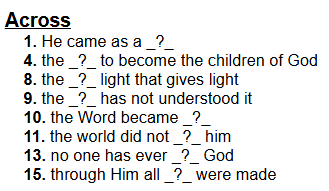 Across
1. He came as a _?_
4. the _?_ to become the children of God
8. the _?_ light that gives light
9. the _?_ has not understood it
10. the Word became _?_
11. the world did not _?_ him
13. no one has ever _?_ God
15. through Him all _?_ were made